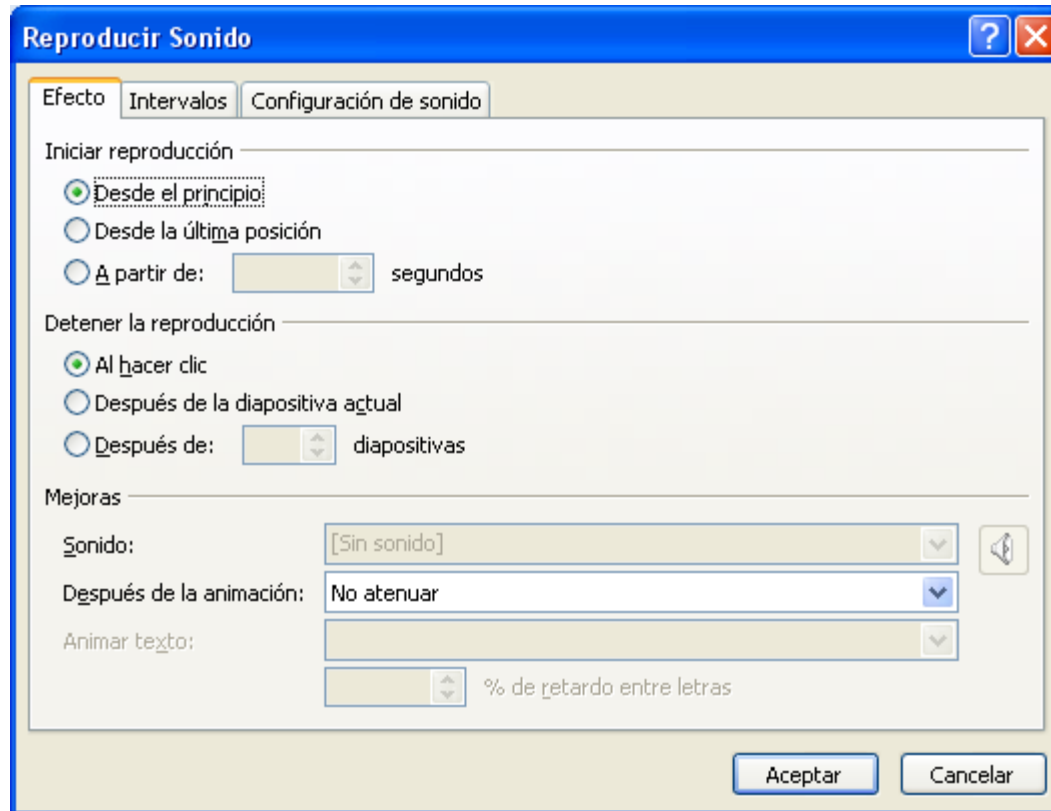 Reproducir Sonido
Efecto Intervalos Configuración de sonido
Iniciar reproducción
Desde el principio
Desde la última posición
A partir de: segundos
Detener la reproducción
Al hacer clic
Después de la diapositiva actual
Después de: diapositivas
Mejoras
Sonido: [Sin sonido]
Después de la animación: No atenuar
Animar texto:
% de retardo entre letras
Aceptar Cancelar